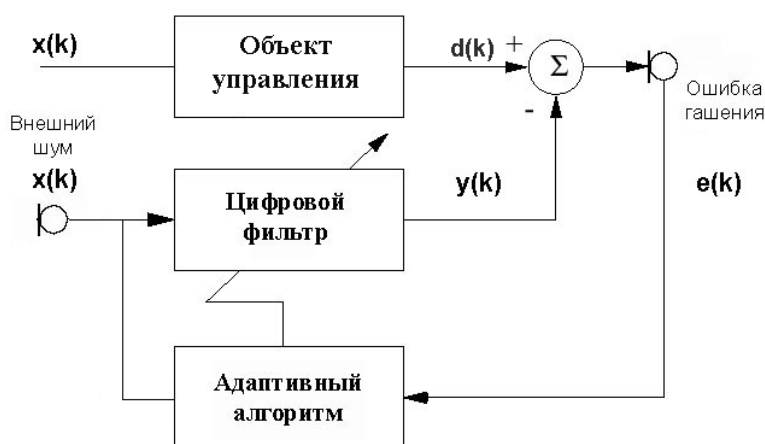 x(k)
Объект
управления
d(k)
+
Σ
-
Ошибка
гашения
Внешний
шум
x(k)
Цифровой
фильтр
y(k)
e(k)
Адаптивный
алгоритм